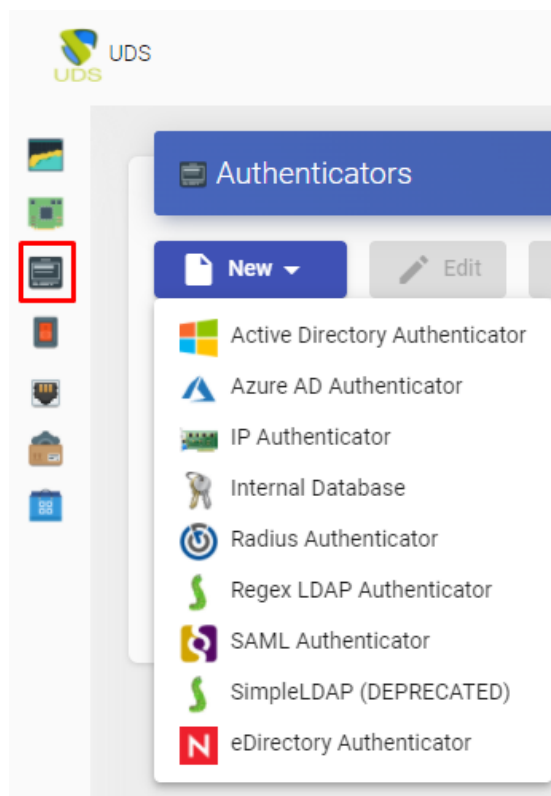 UDS
UDS
Authenticators
New
Edit
Active Directory Authenticator
Azure AD Authenticator
IP Authenticator
Internal Database
Radius Authenticator
Regex LDAP Authenticator
SAML Authenticator
SimpleLDAP (DEPRECATED)
eDirectory Authenticator